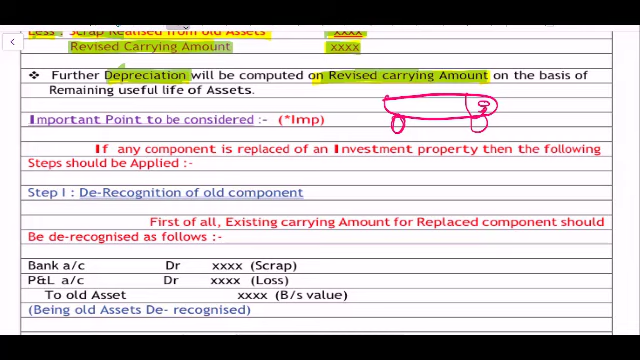 Less : Scrap Realised from old Assets xxxx
Revised Carrying Amount xxxx
❖ Further Depreciation will be computed on Revised carrying Amount on the basis of
Remaining useful life of Assets.
Important Point to be considered :- (*Imp)
If any component is replaced of an Investment property then the following
Steps should be Applied :-
Step I : De-Recognition of old component
First of all, Existing carrying Amount for Replaced component should
Be de-recognised as follows :-
Bank a/c Dr xxxx (Scrap)
P&L a/c Dr xxxx (Loss)
To old Asset xxxx (B/s value)
(Being old Assets De- recognised)